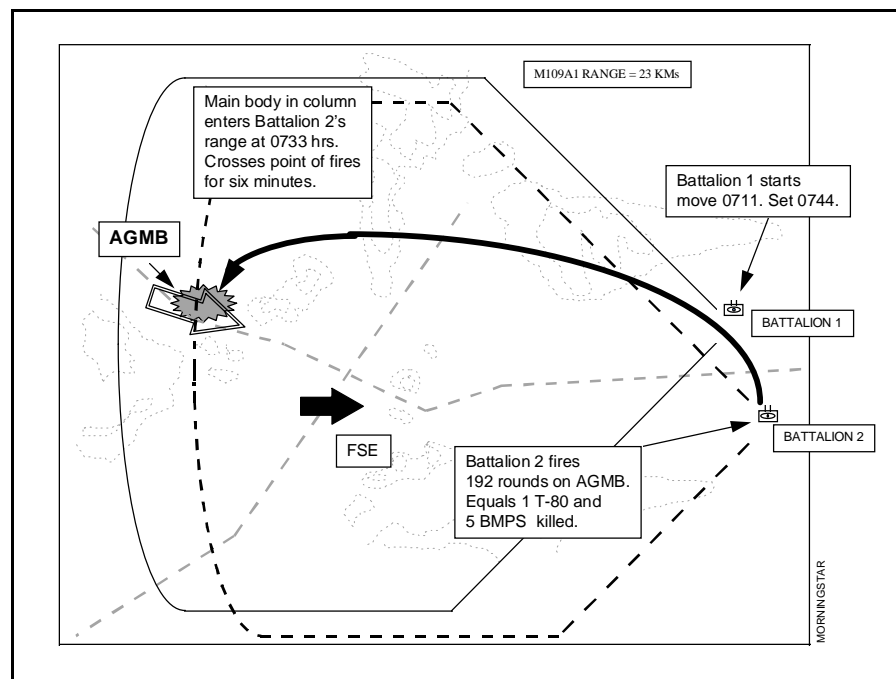 M109A1 RANGE = 23 KMs
Main body in column
enters Battalion 2's
range at 0733 hrs.
Crosses point of fires
for six minutes.
Battalion 1 starts
move 0711. Set 0744.
AGMB
BATTALION 1
BATTALION 2
FSE
Battalion 2 fires
192 rounds on AGMB.
Equals 1 T-80 and
5 BMPS killed.
MORNINGSTAR